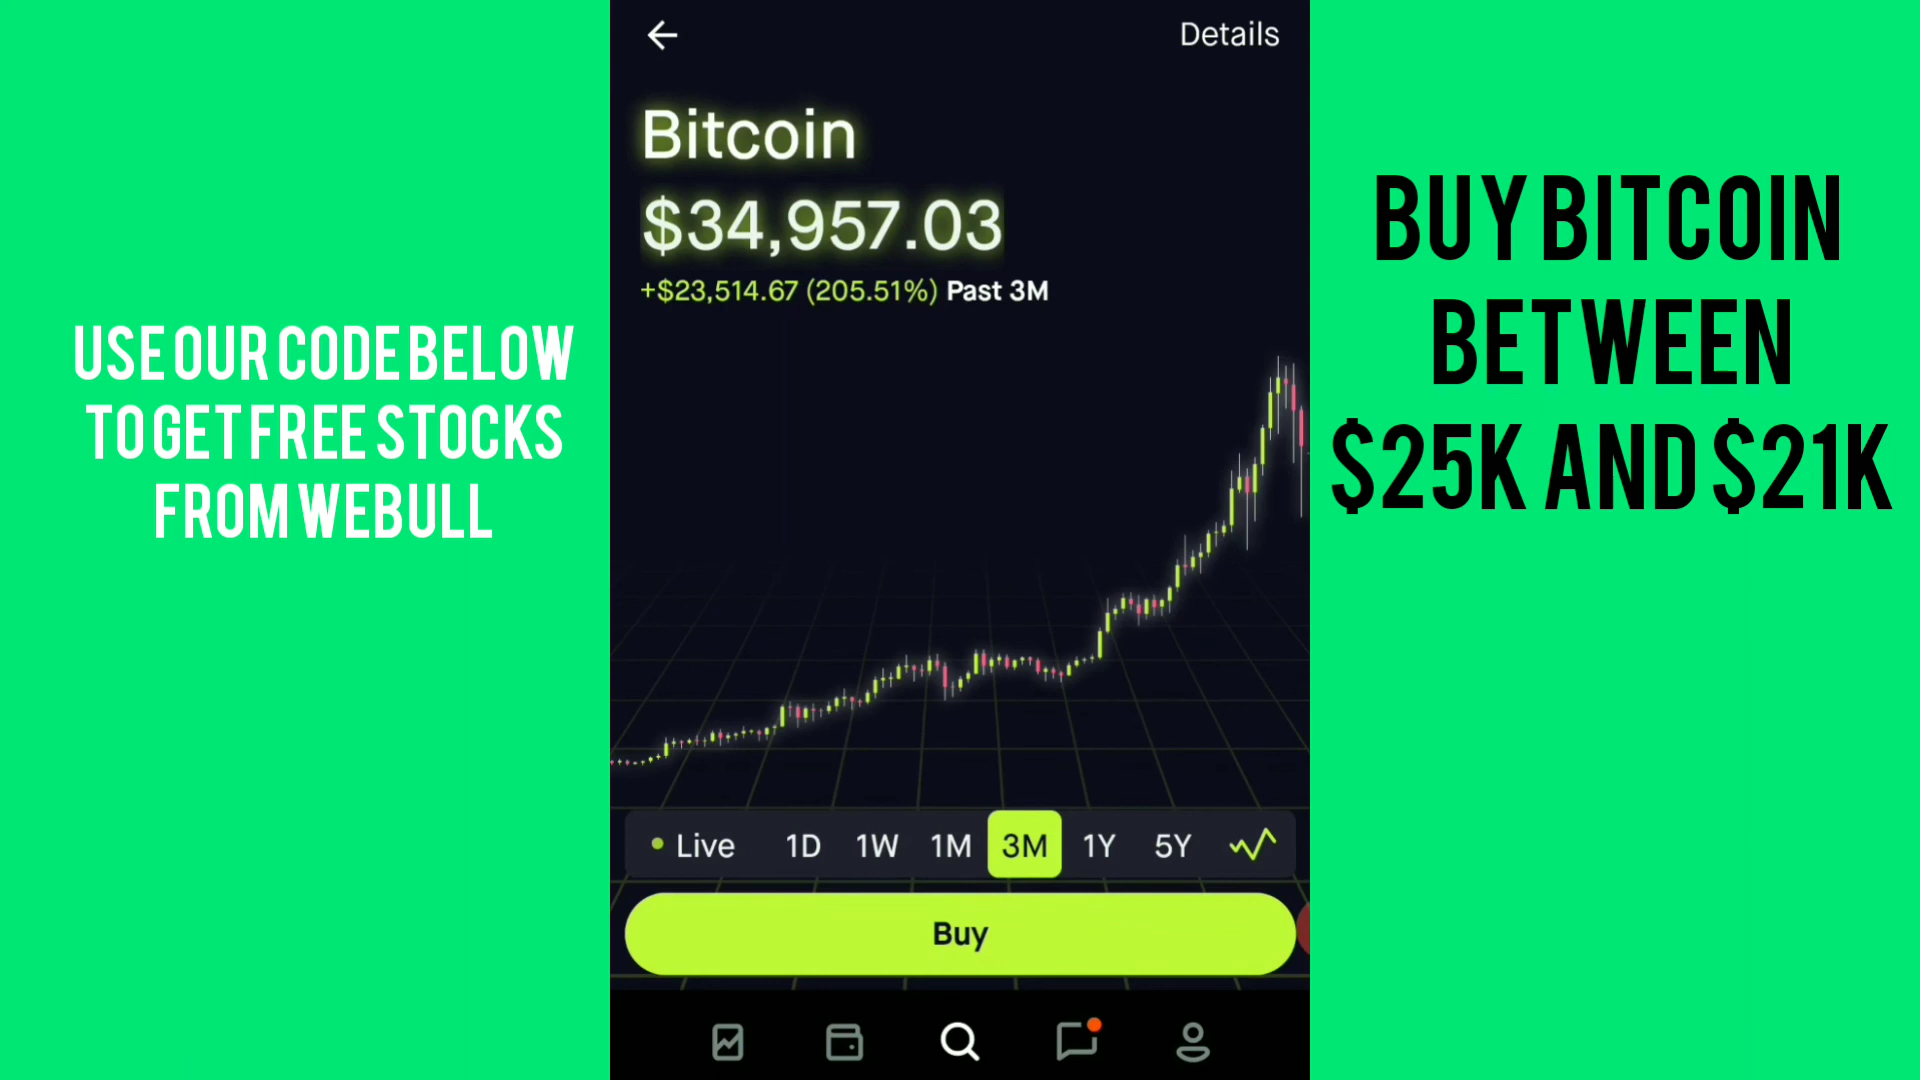 USE OUR CODE BELOW
TO GET FREE STOCKS
FROM WEBULL
Details
Bitcoin
$34,957.03
+$23,514.67 (205.51%) Past 3M
Live 1D 1W 1M 3M 1Y 5Y
Buy
BUY BITCOIN
BETWEEN
$25K AND $21K